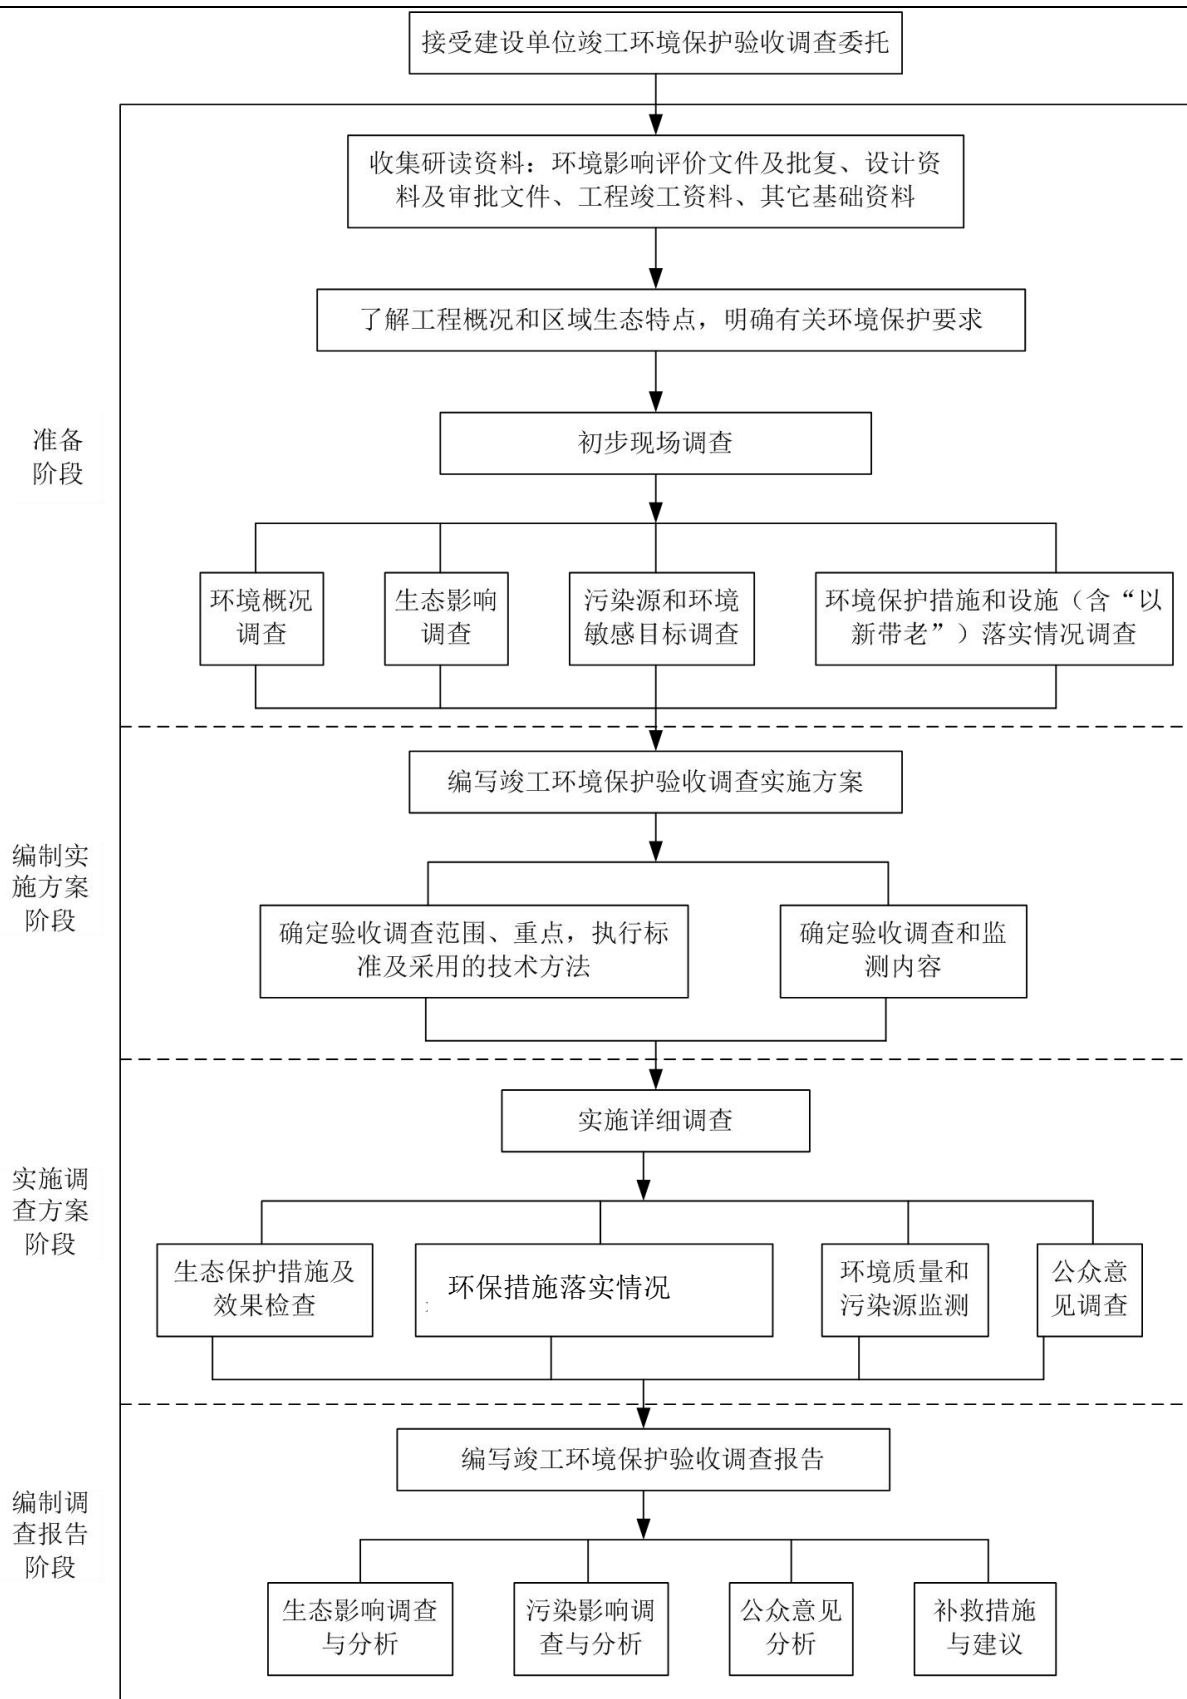 接受建设单位竣工环境保护验收调查委托
收集研读资料：环境影响评价文件及批复、设计资
料及审批文件、工程竣工资料、其它基础资料
了解工程概况和区域生态特点，明确有关环境保护要求
准备
阶段
初步现场调查
环境概况
调查
生态影响
调查
污染源和环境
敏感目标调查
环境保护措施和设施（含“以
新带老”）落实情况调查
编写竣工环境保护验收调查实施方案
编制实
施方案
阶段
确定验收调查范围、重点，执行标
准及采用的技术方法
确定验收调查和监
测内容
实施详细调查
实施调
查方案
阶段
生态保护措施及
效果检查
环保措施落实情况
:
环境质量和
污染源监测
公众意
见调查
编写竣工环境保护验收调查报告
编制调
查报告
阶段
生态影响调查
与分析
污染影响调
查与分析
公众意见
分析
补救措施
与建议